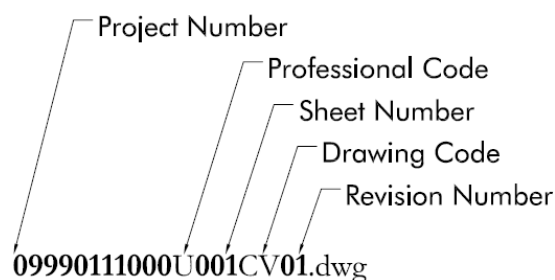 Project Number
Professional Code
Sheet Number
Drawing Code
Revision Number
09990111000U001CV01.dwg